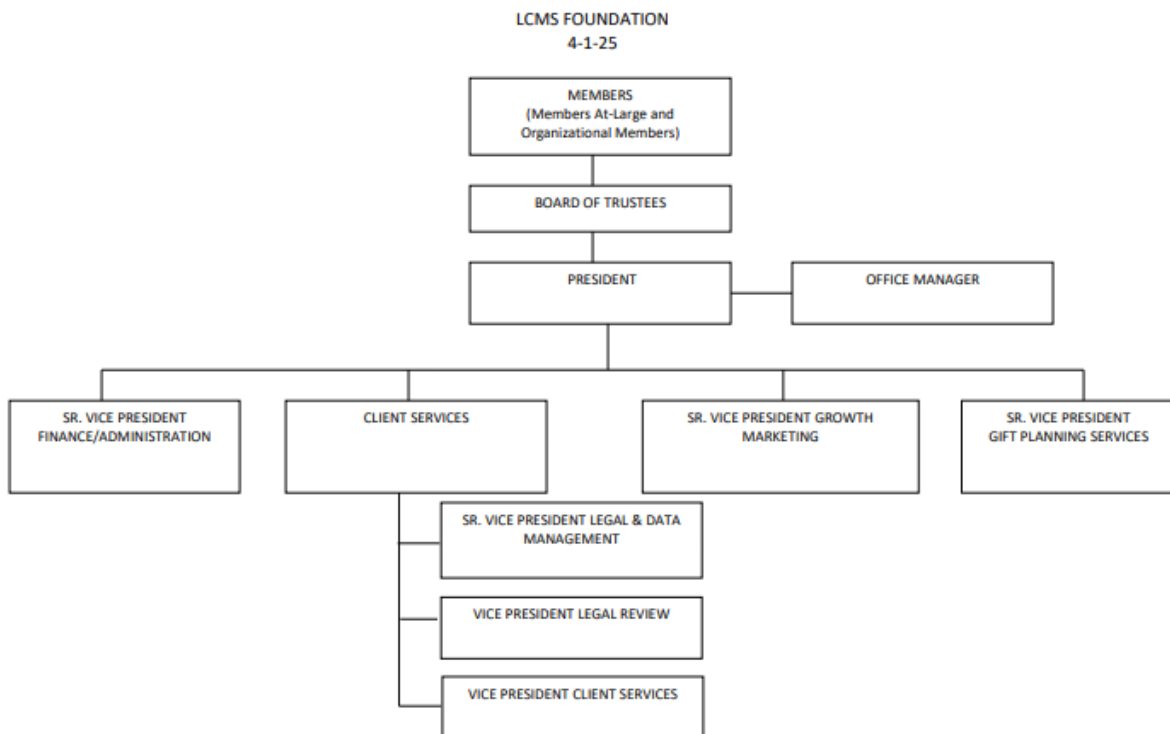 LCMS FOUNDATION
4-1-25
MEMBERS
(Members At-Large and
Organizational Members)
BOARD OF TRUSTEES
PRESIDENT
OFFICE MANAGER
SR. VICE PRESIDENT
FINANCE/ADMINISTRATION
CLIENT SERVICES
SR. VICE PRESIDENT GROWTH
MARKETING
SR. VICE PRESIDENT
GIFT PLANNING SERVICES
SR. VICE PRESIDENT LEGAL & DATA
MANAGEMENT
VICE PRESIDENT LEGAL REVIEW
VICE PRESIDENT CLIENT SERVICES